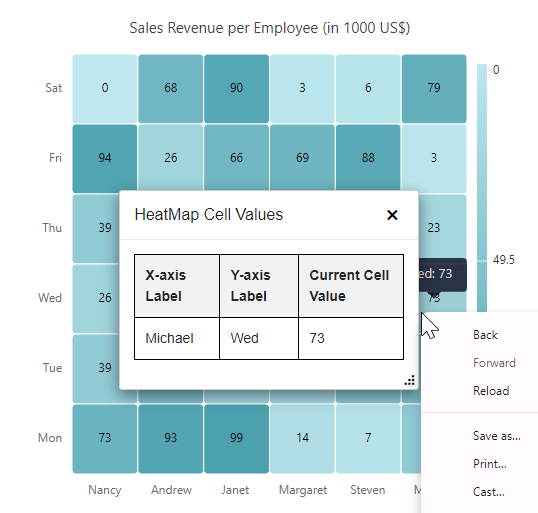 Sales Revenue per Employee (in 1000 US$)
Sat 0 68 90 3 6 79 0
Fri 94 26 66 69 88 3
HeatMap Cell Values ×
Thu 39 23
X-axis Label Y-axis Label Current Cell Value
49.5
ed: 73
Wed 26 73
Michael Wed 73
Back
Forward
Tue 39
Reload
Mon 73 93 99 14 7
Save as...
Print...
Nancy Andrew Janet Margaret Steven
Cast...